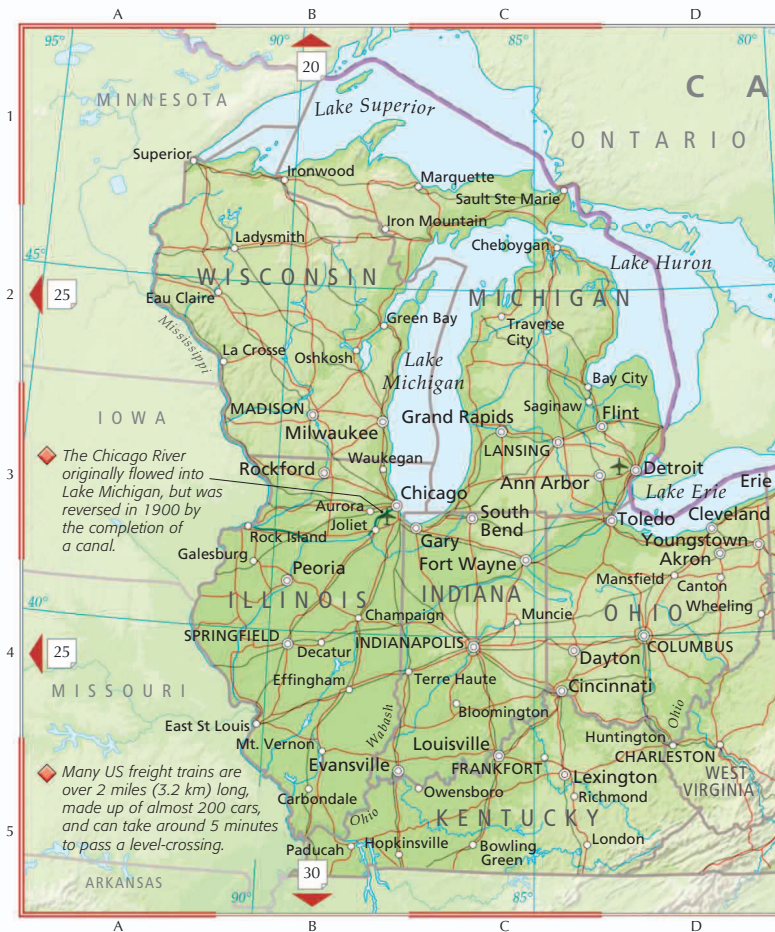 A B C D
95° 90° 85° 80°
20
C A
MINNESOTA
Lake Superior
1
ONTARIO
Superior
Ironwood
Marquette
Sault Ste Marie
Iron Mountain
Ladysmith
Cheboygan
45°
Lake Huron
WISCONSIN
2
25
MICHIGAN
Eau Claire
Green Bay
Traverse
City
Mississippi
La Crosse
Oshkosh
Lake
Michigan
Bay City
Saginaw
MADISON
Grand Rapids
Flint
IOWA
Milwaukee
LANSING
The Chicago River
originally flowed into
Lake Michigan, but was
reversed in 1900 by
the completion of
a canal.
Waukegan
3
Rockford
Detroit
Ann Arbor
Erie
Chicago
Lake Erie
Aurora
South
Bend
Toledo
Cleveland
Joliet
Rock Island
Gary
Youngstown
Galesburg
Fort Wayne
Akron
Peoria
Mansfield
Canton
ILLINOIS
INDIANA
40°
Wheeling
Champaign
Muncie
OHIO
SPRINGFIELD
INDIANAPOLIS
COLUMBUS
4
25
Decatur
Dayton
Effingham
Terre Haute
Cincinnati
MISSOURI
Bloomington
Ohio
East St Louis
Wabash
Huntington
Mt. Vernon
Louisville
CHARLESTON
Evansville
FRANKFORT
Lexington
WEST
VIRGINIA
Many US freight trains are
over 2 miles (3.2 km) long,
made up of almost 200 cars,
and can take around 5 minutes
to pass a level-crossing.
Owensboro
Richmond
Carbondale
Ohio
KENTUCKY
5
Paducah
Hopkinsville
Bowling
Green
London
30
ARKANSAS
90° 85°
A B C D